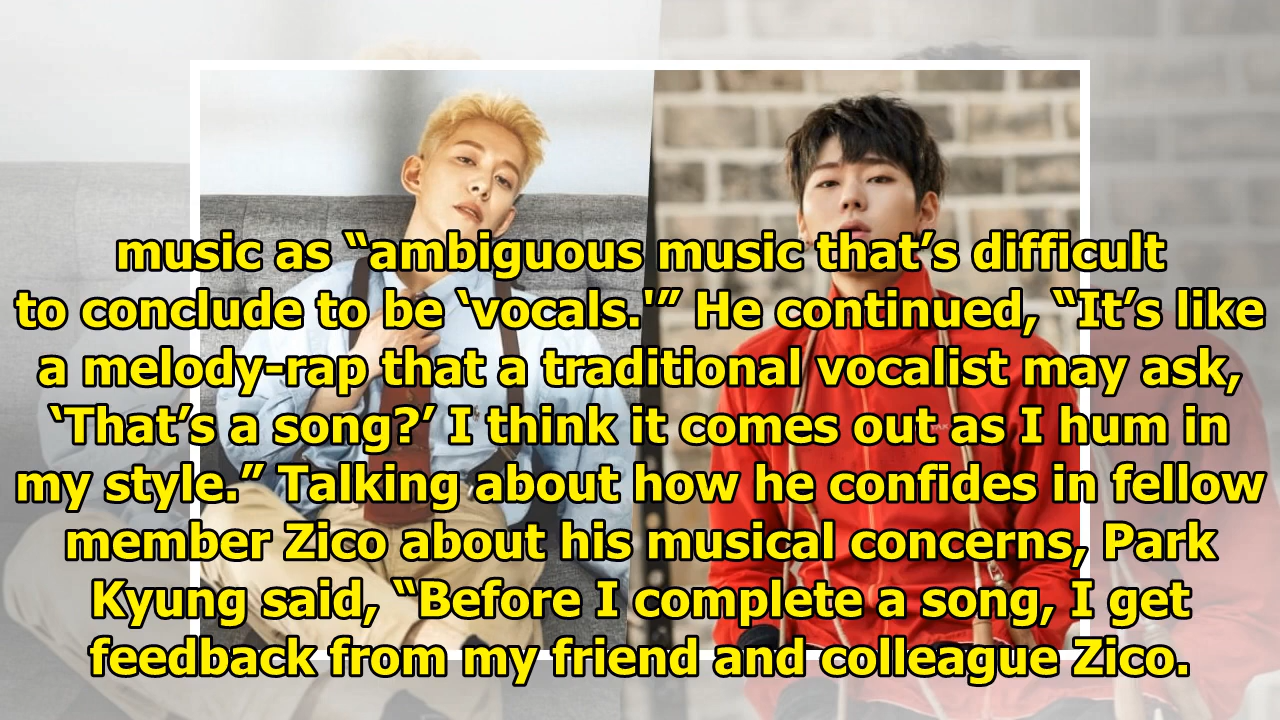 music as “ambiguous music that’s difficult
to conclude to be ‘vocals.'” He continued, “It’s like
a melody-rap that a traditional vocalist may ask,
‘That’s a song?’ I think it comes out as I hum in
my style.” Talking about how he confides in fellow
member Zico about his musical concerns, Park
Kyung said, “Before I complete a song, I get
feedback from my friend and colleague Zico.